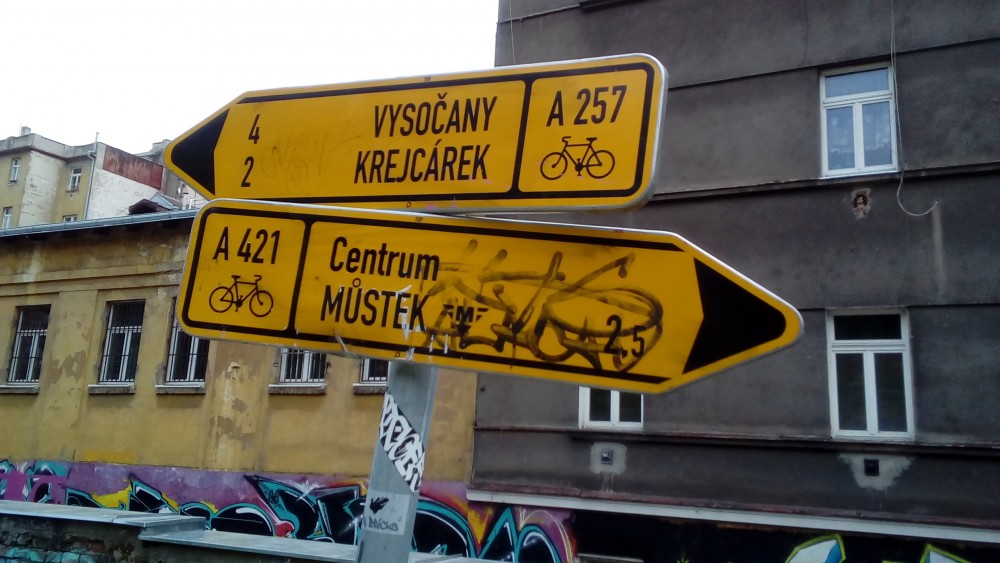 4 VYSOČANY A 257
2 KREJCÁREK
A 421 Centrum
MŮSTEK 2,5